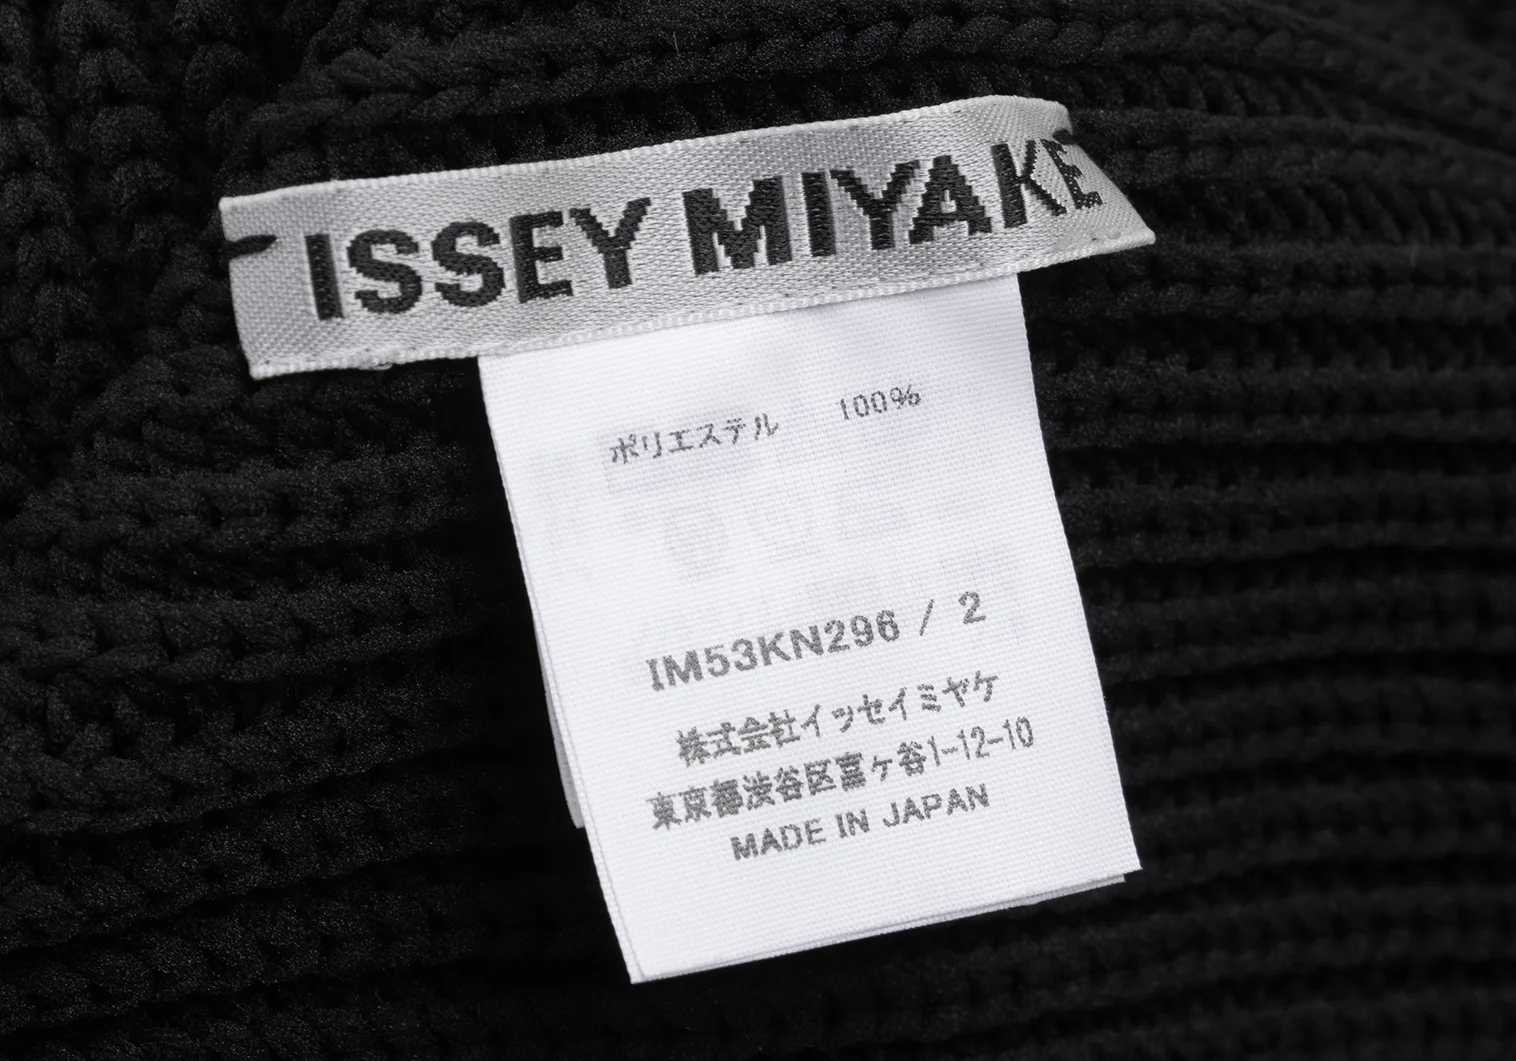 ISSEY MIYAKE
ポリエステル 100%
IM53KN296 / 2
株式会社イッセイミヤケ
東京都渋谷区富ヶ谷1-12-10
MADE IN JAPAN